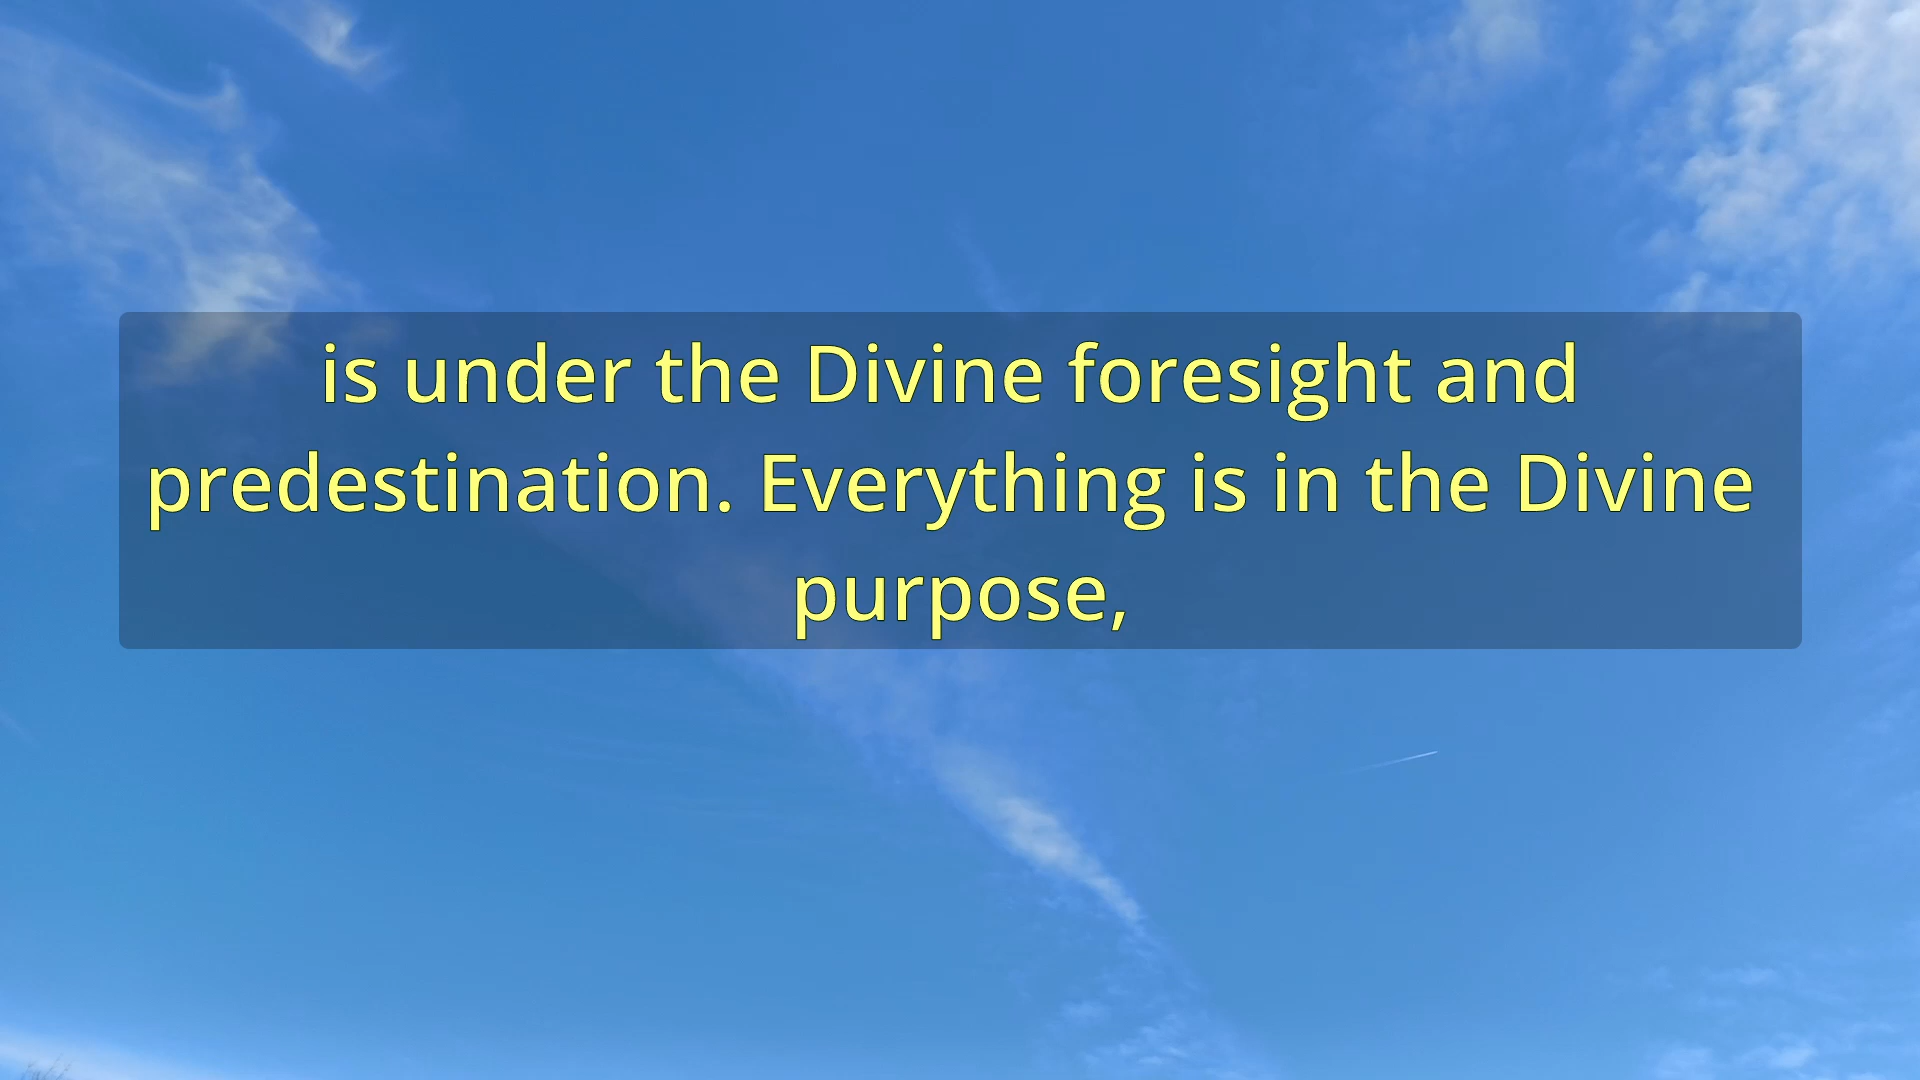 is under the Divine foresight and
predestination. Everything is in the Divine
purpose,